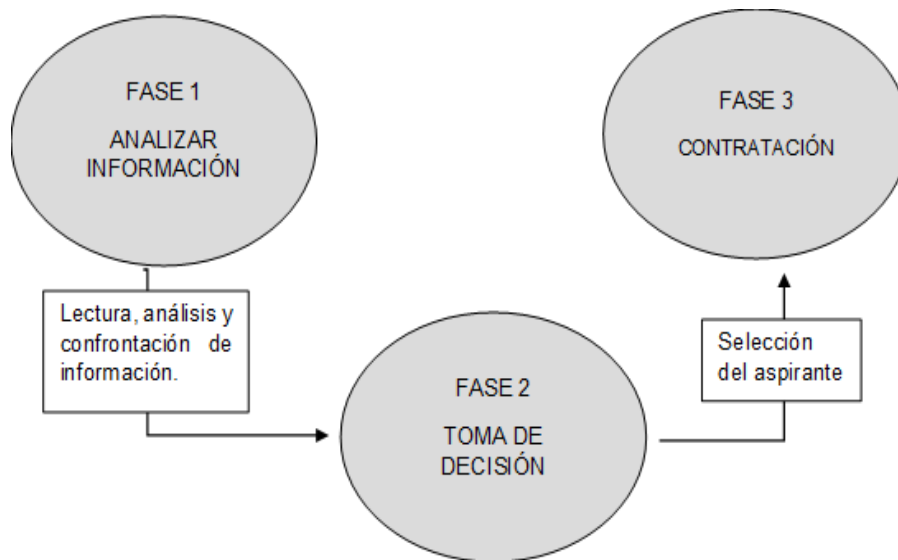 FASE 1
ANALIZAR
INFORMACIÓN
Lectura, análisis y
confrontación de
información.
FASE 2
TOMA DE
DECISIÓN
Selección
del aspirante
FASE 3
CONTRATACIÓN